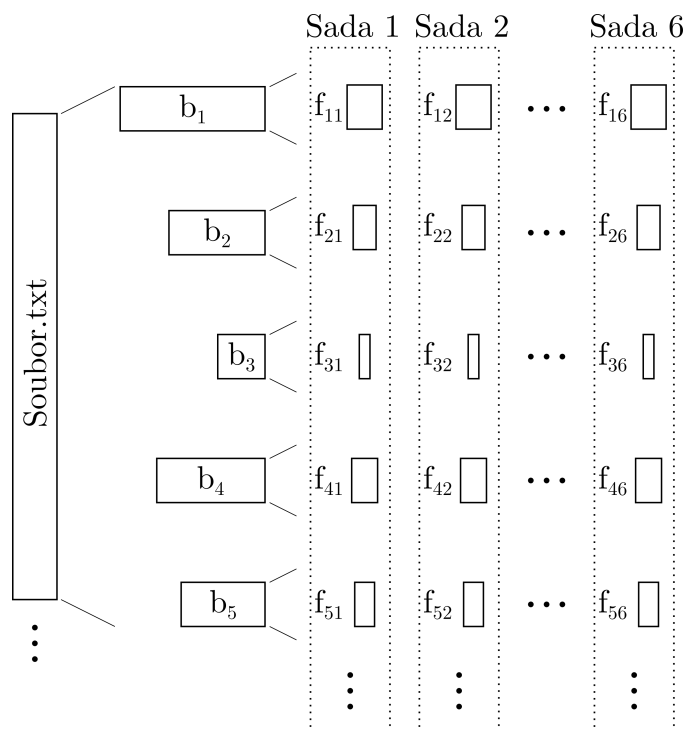 Sada 1 Sada 2 Sada 6
b₁ f₁₁ f₁₂ ... f₁₆
b₂ f₂₁ f₂₂ ... f₂₆
Soubor.txt
b₃ f₃₁ f₃₂ ... f₃₆
b₄ f₄₁ f₄₂ ... f₄₆
b₅ f₅₁ f₅₂ ... f₅₆